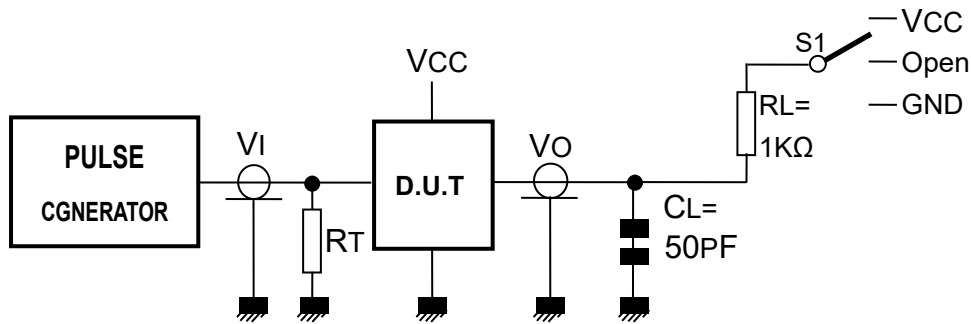 VCC
S1
Open
VCC
GND
RL=
1KΩ
PULSE
CGNERATOR
VI
VO
D.U.T
RT
CL=
50PF